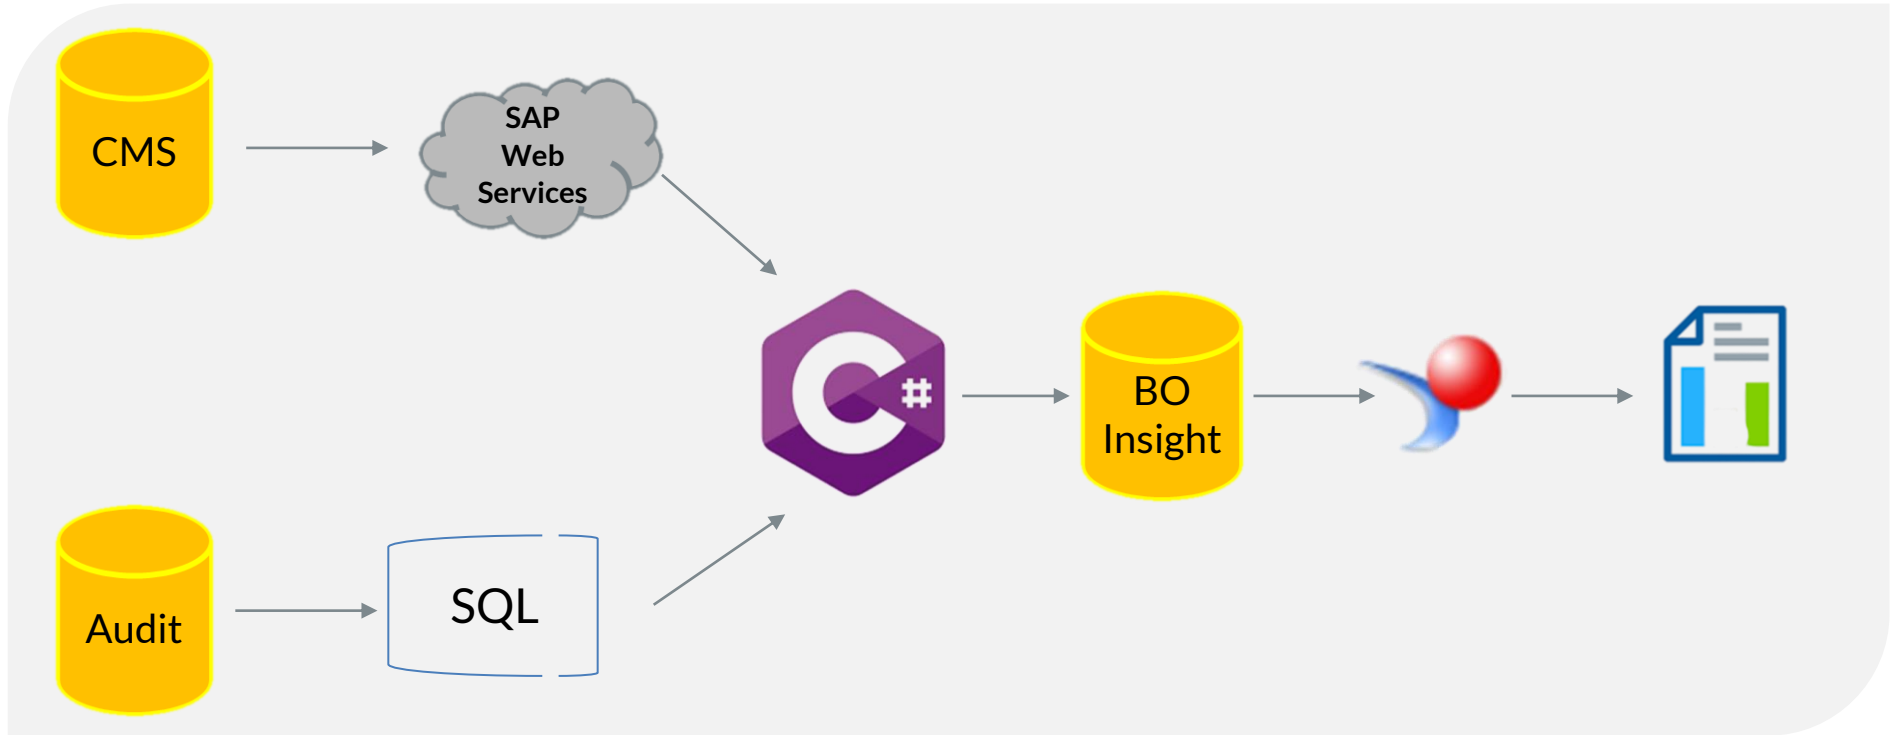 CMS
SAP
Web
Services
C#
BO
Insight
Audit
SQL